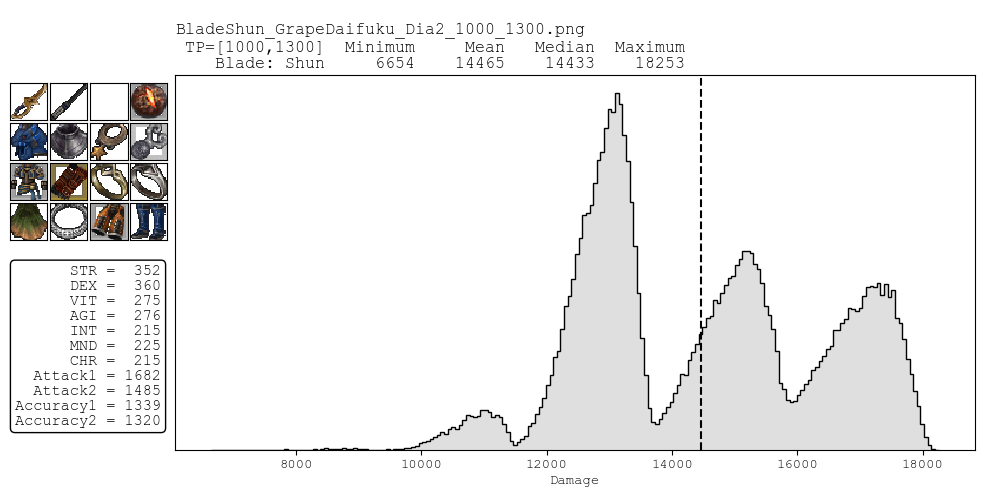 BladeShun_GrapeDaifuku_Dia2_1000_1300.png
TP=[1000,1300] Minimum Mean Median Maximum
Blade: Shun 6654 14465 14433 18253
STR = 352
DEX = 360
VIT = 275
AGI = 276
INT = 215
MND = 225
CHR = 215
Attack1 = 1682
Attack2 = 1485
Accuracy1 = 1339
Accuracy2 = 1320
8000 10000 12000 14000 16000 18000
Damage